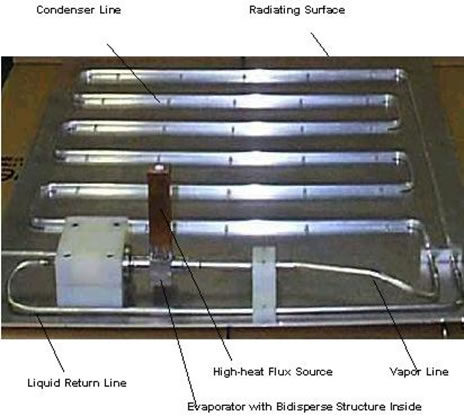 Condenser Line
Radiating Surface
High-heat Flux Source
Vapor Line
Liquid Return Line
Evaporator with Bidisperse Structure Inside